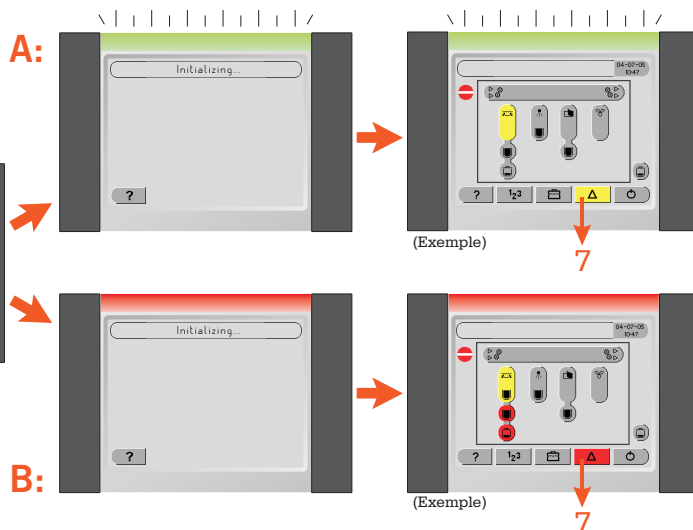 A:
Initializing...
?
04-07-05
10:47
? 123
(Exemple)
7
B:
Initializing...
?
04-07-05
10:47
? 123
(Exemple)
7